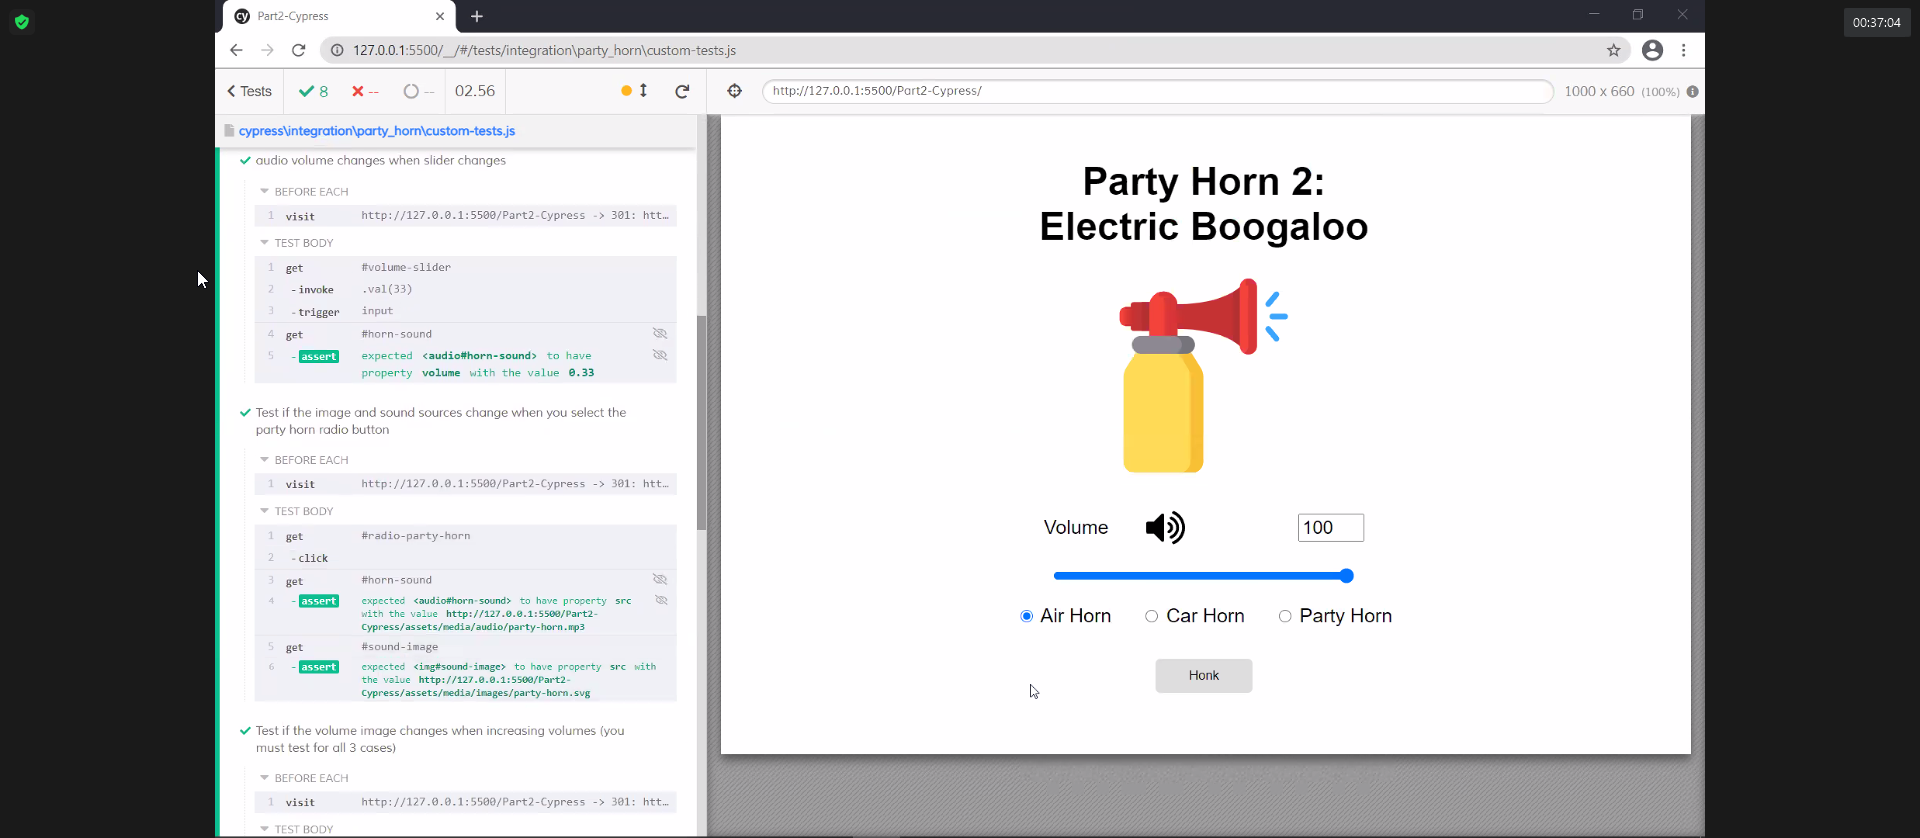 00:37:04
Part2-Cypress
127.0.0.1:5500/__/#/tests/integration\party_horn\custom-tests.js
Tests 8 -- -- 02.56
http://127.0.0.1:5500/Part2-Cypress/ 1000 x 660 (100%)
cypress\integration\party_horn\custom-tests.js
audio volume changes when slider changes
BEFORE EACH
1 visit http://127.0.0.1:5500/Part2-Cypress -> 301: htt…
TEST BODY
1 get #volume-slider
2 -invoke .val(33)
3 -trigger input
4 get #horn-sound
5 -assert expected <audio#horn-sound> to have
property volume with the value 0.33
Test if the image and sound sources change when you select the
party horn radio button
BEFORE EACH
1 visit http://127.0.0.1:5500/Part2-Cypress -> 301: htt…
TEST BODY
1 get #radio-party-horn
2 -click
3 get #horn-sound
4 -assert expected <audio#horn-sound> to have property src
with the value http://127.0.0.1:5500/Part2-
Cypress/assets/media/audio/party-horn.mp3
5 get #sound-image
6 -assert expected <img#sound-image> to have property src with
the value http://127.0.0.1:5500/Part2-
Cypress/assets/media/images/party-horn.svg
Test if the volume image changes when increasing volumes (you
must test for all 3 cases)
BEFORE EACH
1 visit http://127.0.0.1:5500/Part2-Cypress -> 301: htt…
TEST BODY
Party Horn 2:
Electric Boogaloo
Volume 100
Air Horn Car Horn Party Horn
Honk